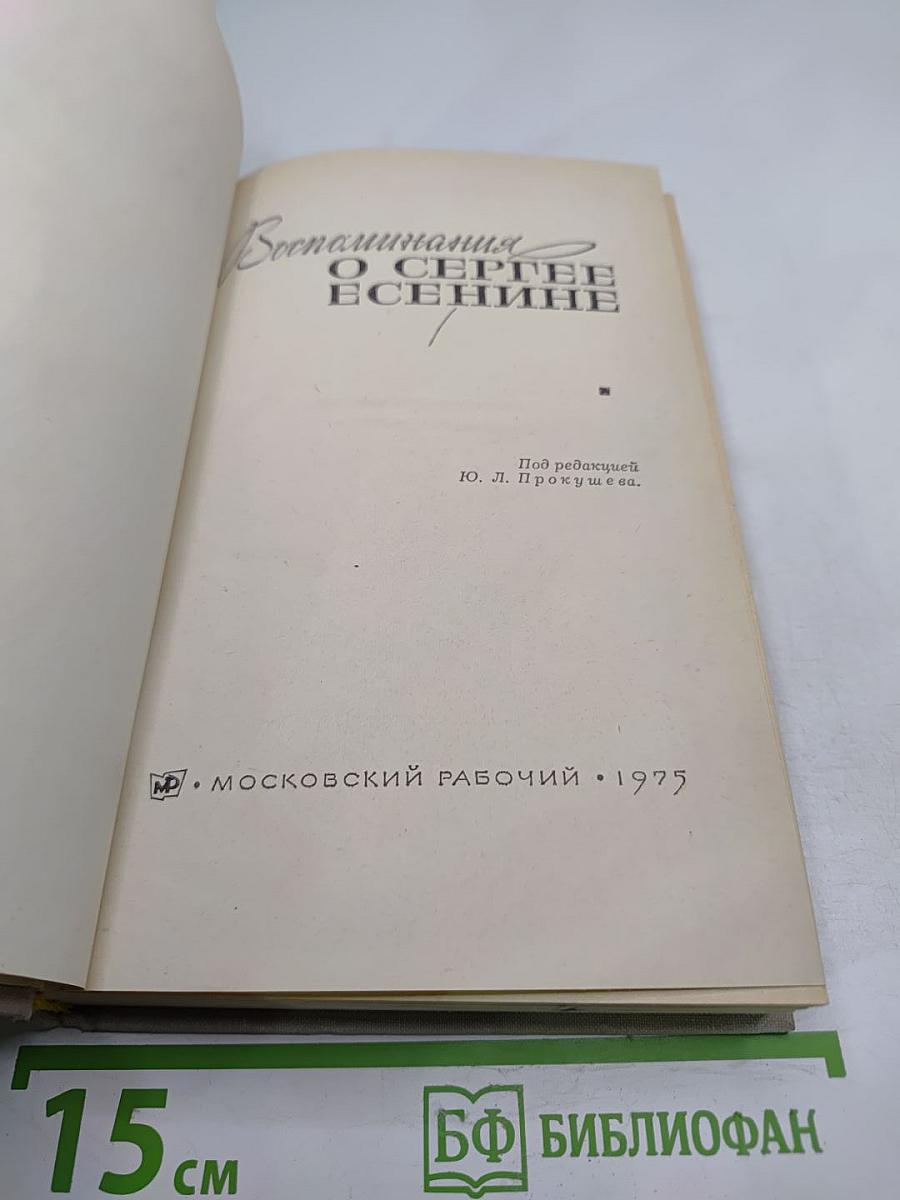 Воспоминания
О СЕРГЕЕ
ЕСЕНИНЕ
Под редакцией
Ю. Л. Прокушева.
МР • МОСКОВСКИЙ РАБОЧИЙ • 1975
15 см
БФ БИБЛИОФАН